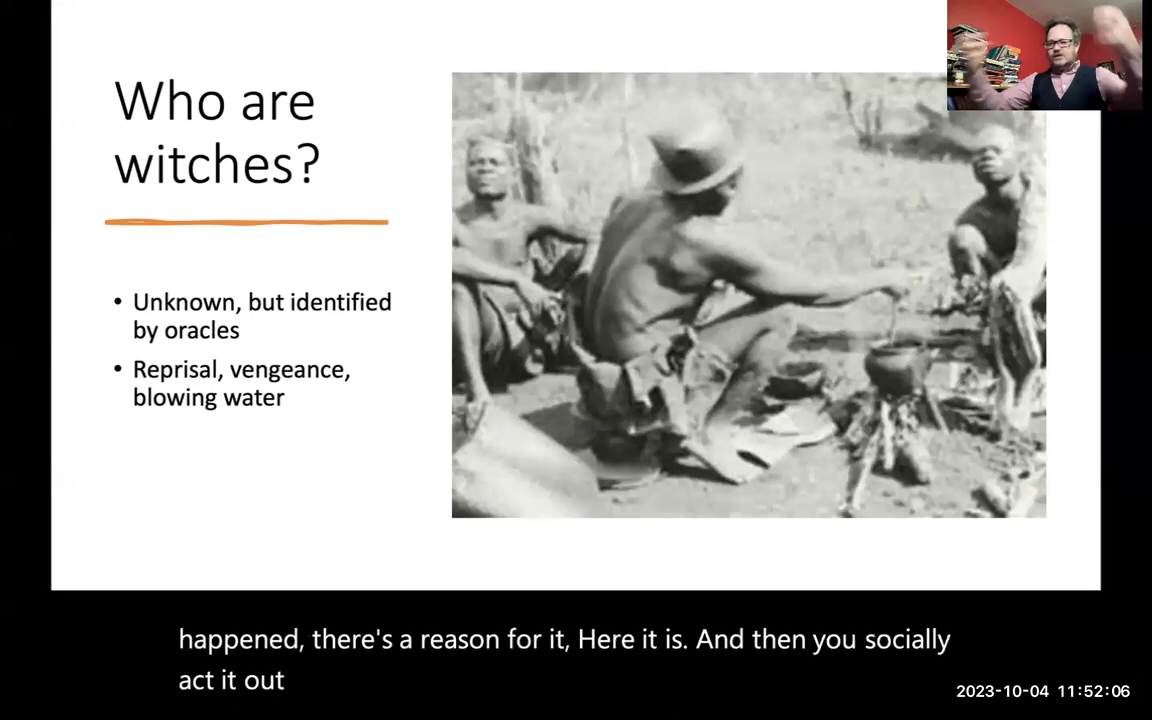 Who are
witches?
• Unknown, but identified
by oracles
• Reprisal, vengeance,
blowing water
happened, there's a reason for it, Here it is. And then you socially
act it out
2023-10-04 11:52:06